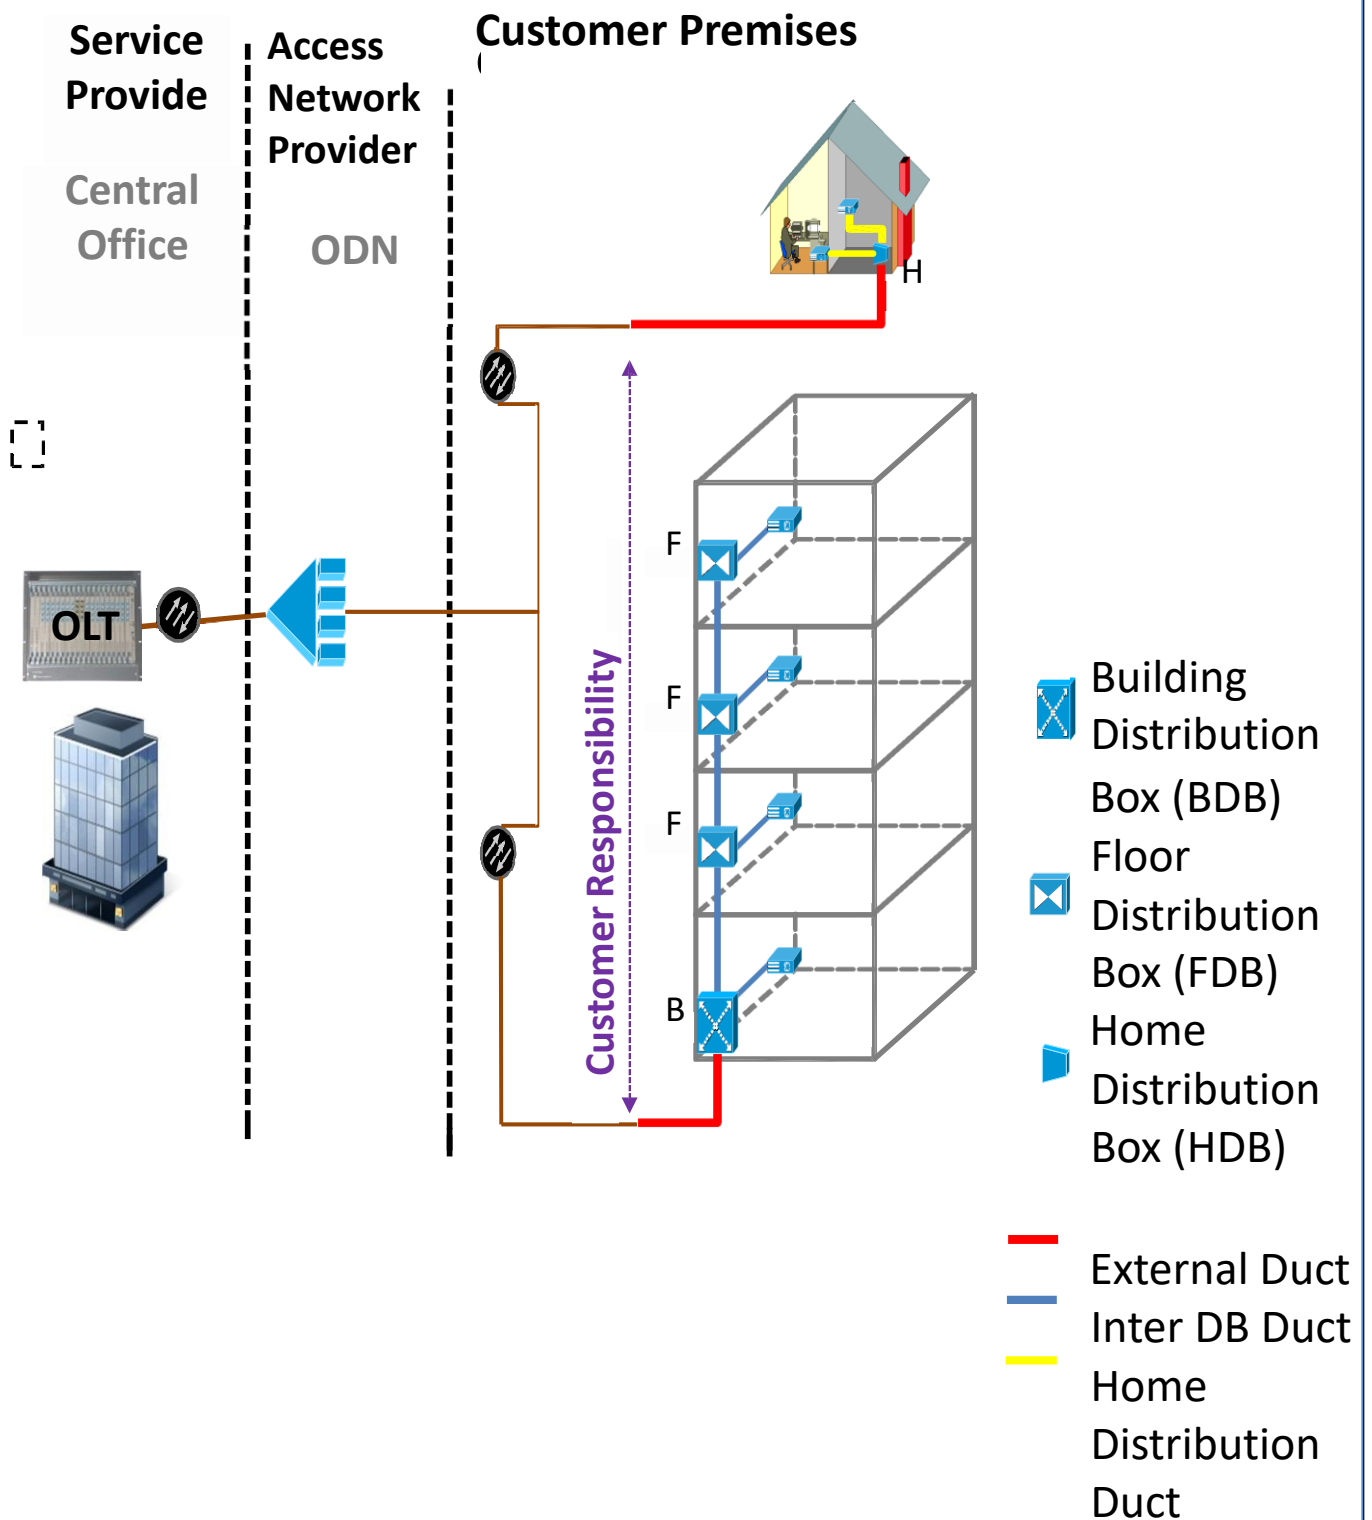 Service
Provide
Central
Office
Access
Network
Provider
ODN
Customer Premises
H
OLT
Customer Responsibility
F
F
F
B
Building
Distribution
Box (BDB)
Floor
Distribution
Box (FDB)
Home
Distribution
Box (HDB)
External Duct
Inter DB Duct
Home
Distribution
Duct